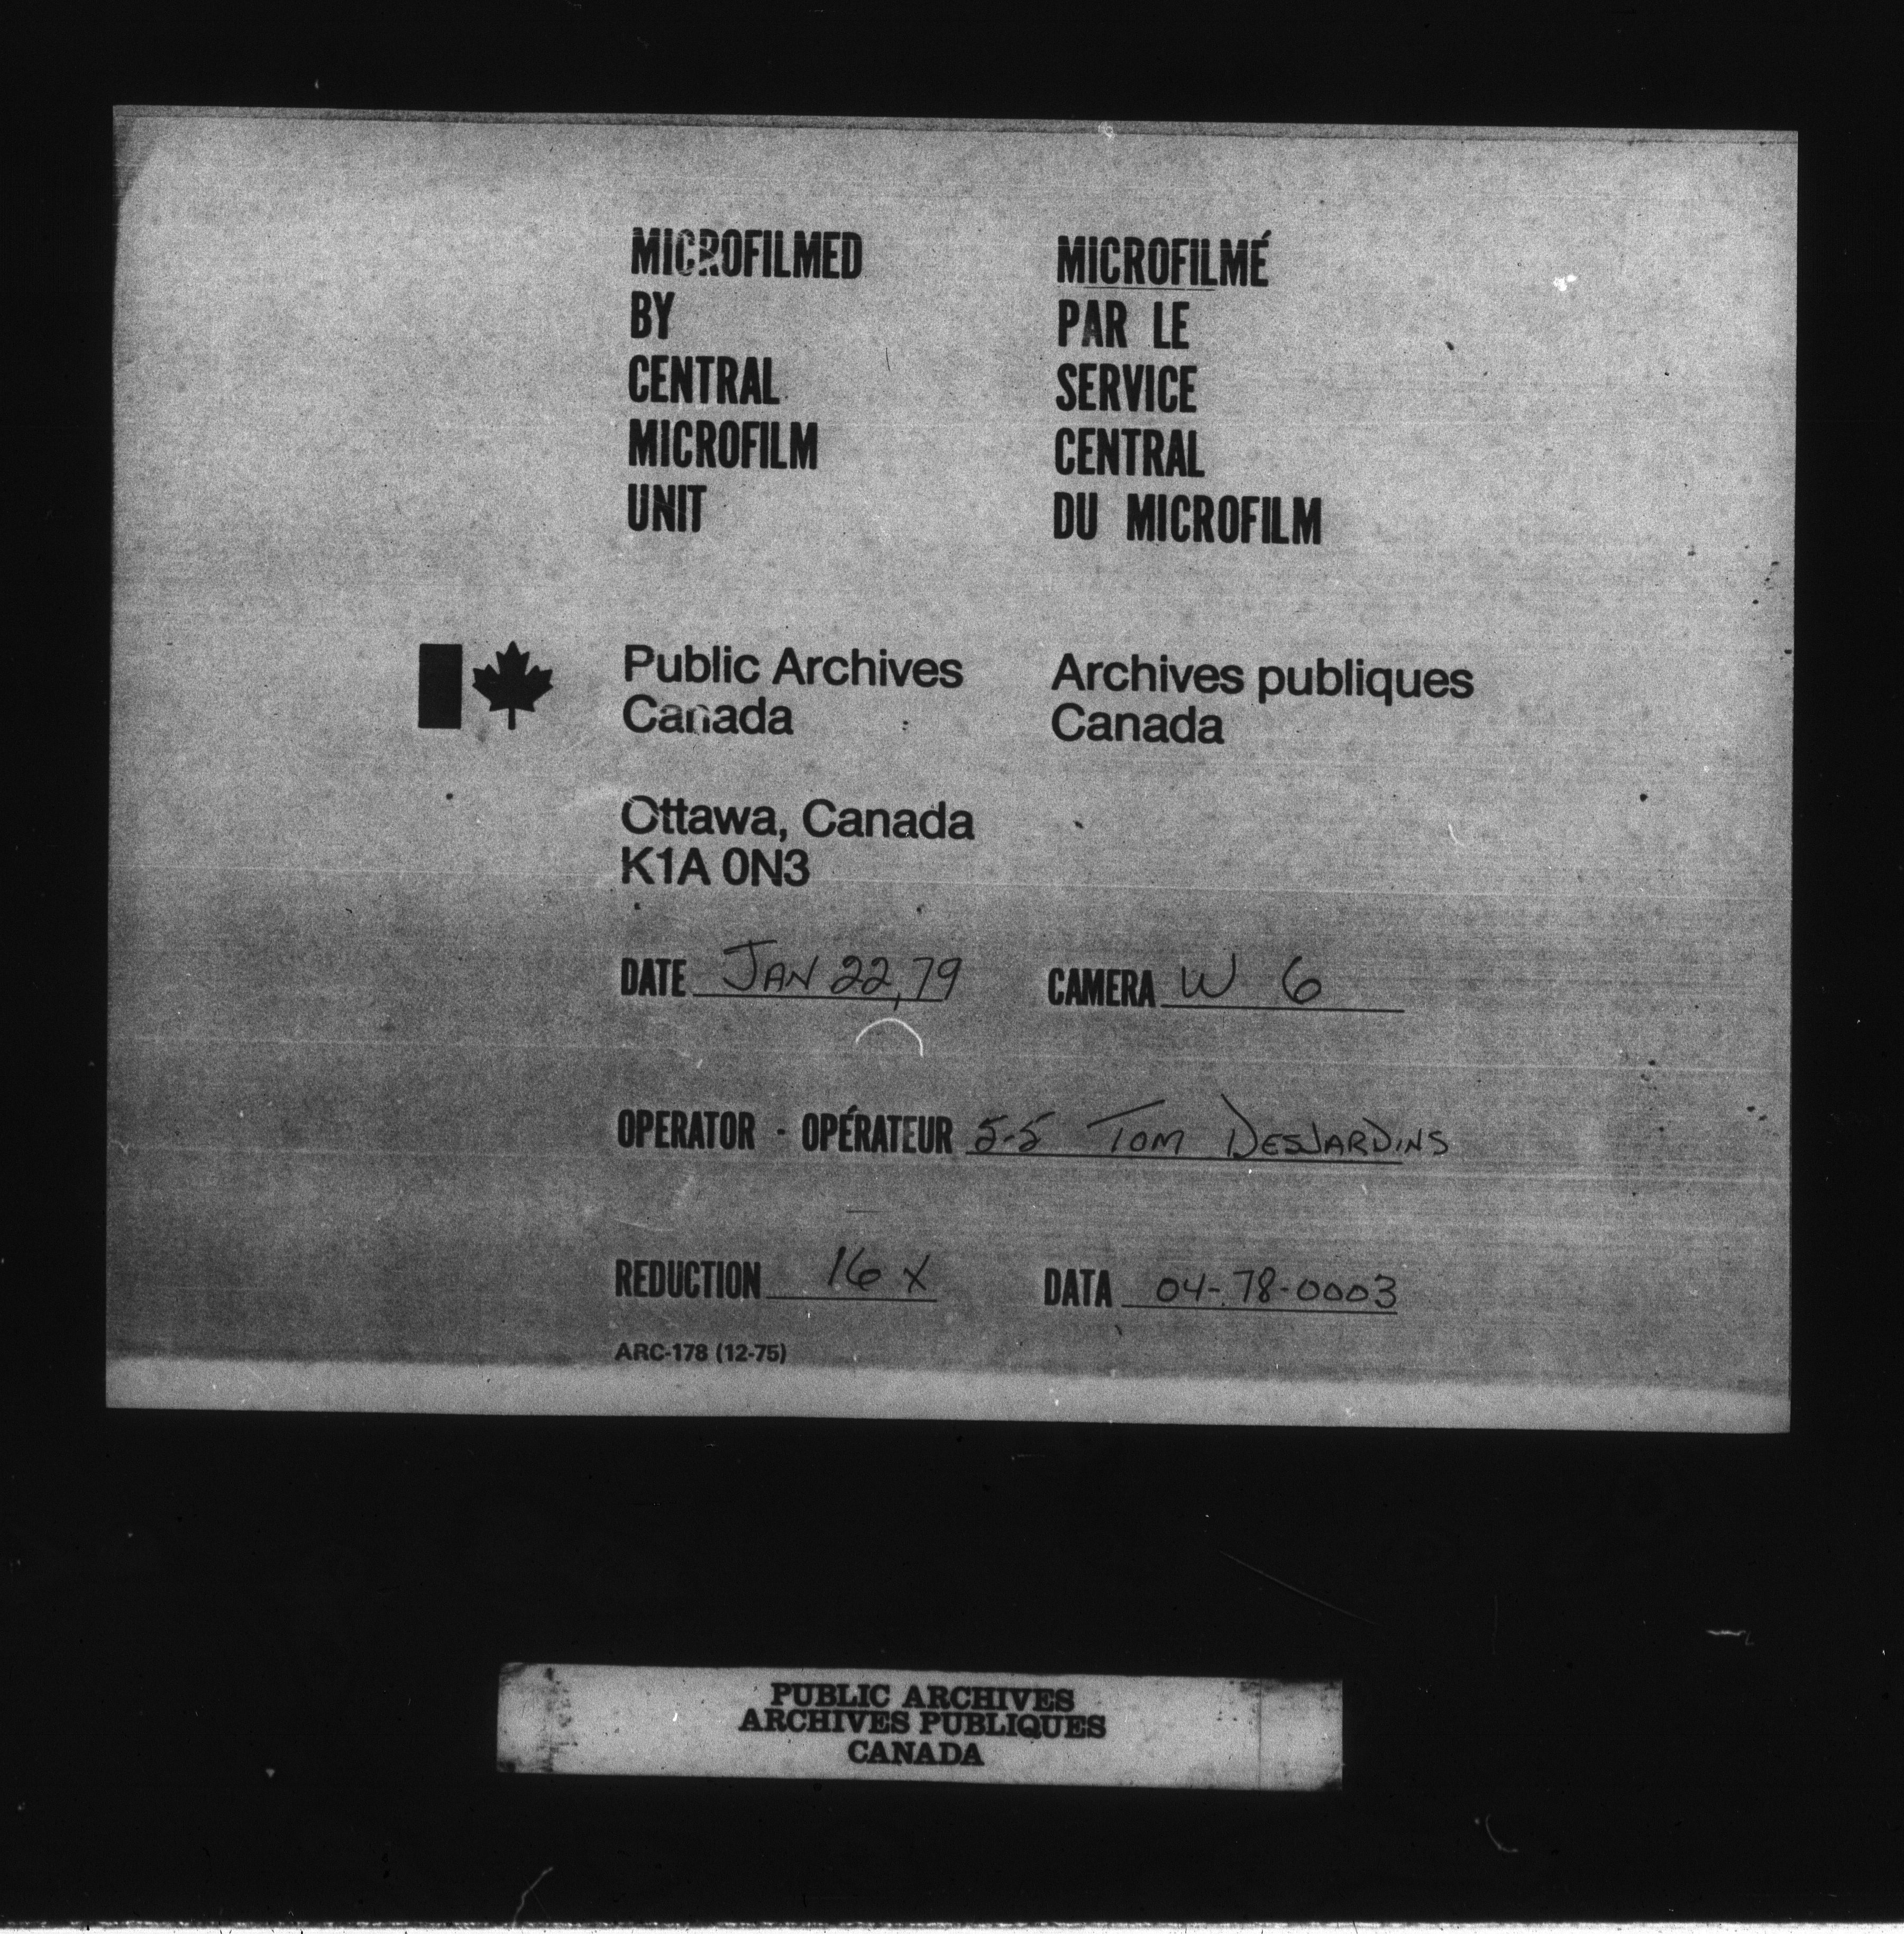 MICROFILMED
BY
CENTRAL
MICROFILM
UNIT
MICROFILMÉ
PAR LE
SERVICE
CENTRAL
DU MICROFILM
Public Archives
Canada
Archives publiques
Canada
Ottawa, Canada
K1A 0N3
DATE JAN 22, 79 CAMERA W 6
OPERATOR - OPÉRATEUR 5-5 TOM DESJARDINS
REDUCTION 16 X DATA 04-78-0003
ARC-178 (12-75)
PUBLIC ARCHIVES
ARCHIVES PUBLIQUES
CANADA